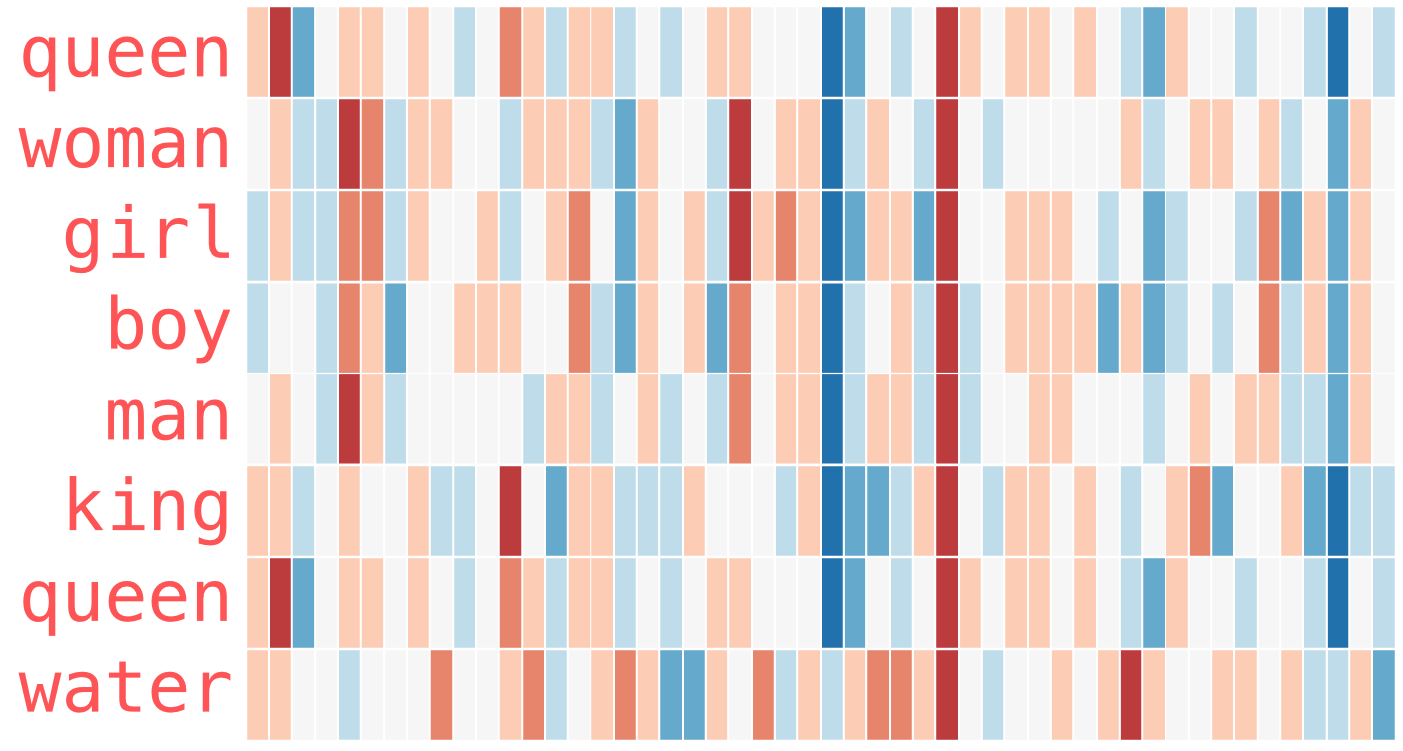 queen
woman
girl
boy
man
king
queen
water